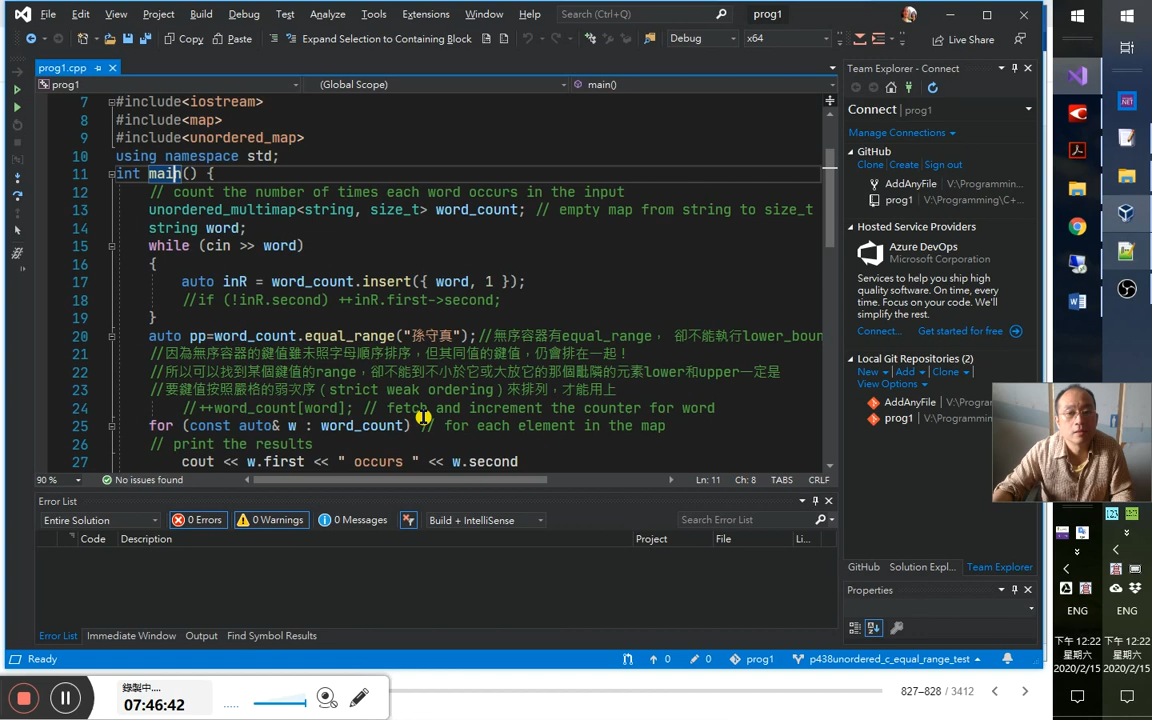 File Edit View Project Build Debug Test Analyze Tools Extensions Window Help Search (Ctrl+Q) prog1
Copy Paste Expand Selection to Containing Block Debug x64 Live Share
prog1.cpp
prog1 (Global Scope) main()
7 #include<iostream>
8 #include<map>
9 #include<unordered_map>
10 using namespace std;
11 int main() {
12 // count the number of times each word occurs in the input
13 unordered_multimap<string, size_t> word_count; // empty map from string to size_t
14 string word;
15 while (cin >> word)
16 {
17 auto inR = word_count.insert({ word, 1 });
18 //if (!inR.second) ++inR.first->second;
19 }
20 auto pp=word_count.equal_range("孫守真");//無序容器有equal_range， 卻不能執行lower_boun
21 //因為無序容器的鍵值雖未照字母順序排序，但其同值的鍵值，仍會排在一起！
22 //所以可以找到某個鍵值的range，卻不能到不小於它或大放它的那個毗隣的元素lower和upper一定是
23 //要鍵值按照嚴格的弱次序（strict weak ordering）來排列，才能用上
24 //++word_count[word]; // fetch and increment the counter for word
25 for (const auto& w : word_count) // for each element in the map
26 // print the results
27 cout << w.first << " occurs " << w.second
90 % No issues found Ln: 11 Ch: 8 TABS CRLF
Error List
Entire Solution 0 Errors 0 Warnings 0 Messages Build + IntelliSense Search Error List
Code Description Project File Li...
Error List Immediate Window Output Find Symbol Results
Team Explorer - Connect
Connect prog1
Manage Connections
GitHub
Clone Create Sign out
AddAnyFile V:\Programmin...
prog1 V:\Programming\C+...
Hosted Service Providers
Azure DevOps
Microsoft Corporation
Services to help you ship high
quality software. On time, every
time. Focus on your code. We'll
simplify the rest.
Connect... Get started for free
Local Git Repositories (2)
New Add Clone
View Options
AddAnyFile V:\Programming\
prog1
GitHub Solution Expl... Team Explorer
Properties
Ready 0 0 prog1 p438unordered_c_equal_range_test
錄製中....
07:46:42
827–828 / 3412
ENG ENG
下午 12:22 下午 12:22
星期六 星期六
2020/2/15 2020/2/15